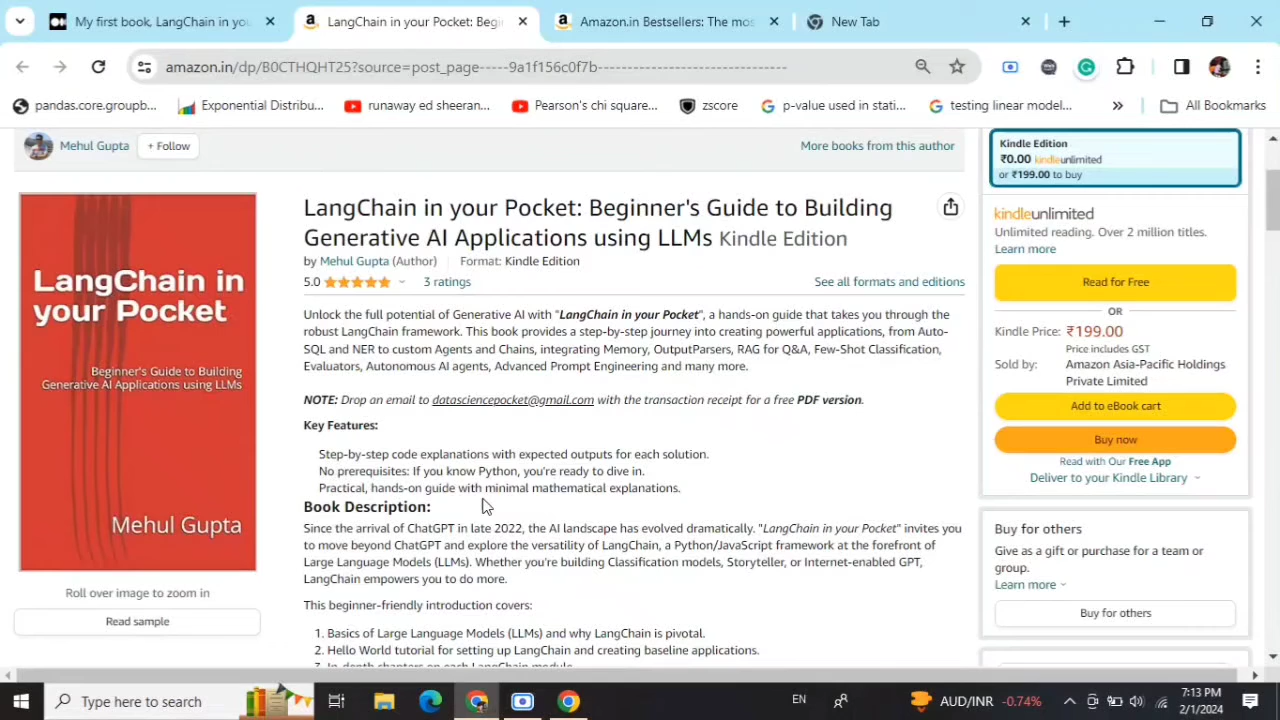 My first book, LangChain in you
LangChain in your Pocket: Begi
Amazon.in Bestsellers: The mos
New Tab
amazon.in/dp/B0CTHQHT25?source=post_page-----9a1f156c0f7b--------------------------------
pandas.core.groupb...
Exponential Distribu...
runaway ed sheeran...
Pearson's chi square...
zscore
p-value used in stati...
testing linear model...
All Bookmarks
Mehul Gupta
+ Follow
More books from this author
LangChain in your Pocket
Beginner's Guide to Building
Generative AI Applications using LLMs
Mehul Gupta
Roll over image to zoom in
Read sample
LangChain in your Pocket: Beginner's Guide to Building
Generative AI Applications using LLMs Kindle Edition
by Mehul Gupta (Author) Format: Kindle Edition
5.0 3 ratings
See all formats and editions
Unlock the full potential of Generative AI with "LangChain in your Pocket", a hands-on guide that takes you through the
robust LangChain framework. This book provides a step-by-step journey into creating powerful applications, from Auto-
SQL and NER to custom Agents and Chains, integrating Memory, OutputParsers, RAG for Q&A, Few-Shot Classification,
Evaluators, Autonomous AI agents, Advanced Prompt Engineering and many more.
NOTE: Drop an email to datasciencepocket@gmail.com with the transaction receipt for a free PDF version.
Key Features:
Step-by-step code explanations with expected outputs for each solution.
No prerequisites: If you know Python, you're ready to dive in.
Practical, hands-on guide with minimal mathematical explanations.
Book Description:
Since the arrival of ChatGPT in late 2022, the AI landscape has evolved dramatically. "LangChain in your Pocket" invites you
to move beyond ChatGPT and explore the versatility of LangChain, a Python/JavaScript framework at the forefront of
Large Language Models (LLMs). Whether you're building Classification models, Storyteller, or Internet-enabled GPT,
LangChain empowers you to do more.
This beginner-friendly introduction covers:
1. Basics of Large Language Models (LLMs) and why LangChain is pivotal.
2. Hello World tutorial for setting up LangChain and creating baseline applications.
3. In-depth chapters on each LangChain module.
Kindle Edition
₹0.00 kindleunlimited
or ₹199.00 to buy
kindleunlimited
Unlimited reading. Over 2 million titles.
Learn more
Read for Free
OR
Kindle Price: ₹199.00
Price includes GST
Sold by: Amazon Asia-Pacific Holdings
Private Limited
Add to eBook cart
Buy now
Read with Our Free App
Deliver to your Kindle Library
Buy for others
Give as a gift or purchase for a team or
group.
Learn more
Buy for others
Type here to search
EN
AUD/INR -0.74%
7:13 PM
2/1/2024